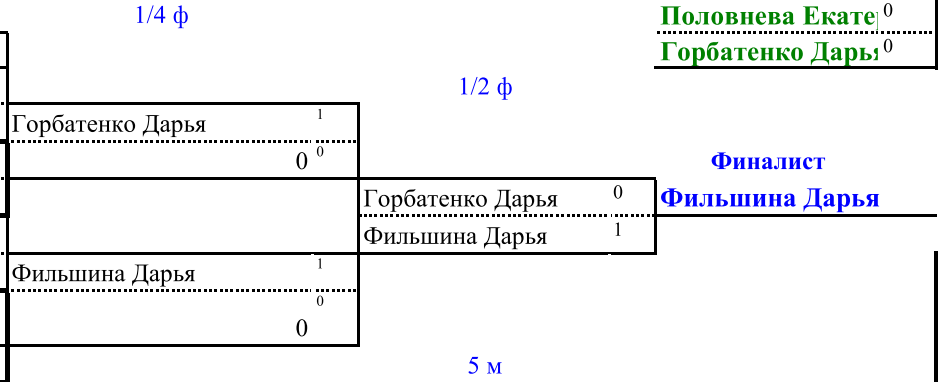 1/4 ф
Половнева Екате 0
Горбатенко Дарья 0
1/2 ф
Горбатенко Дарья 1
0 0
Финалист
Горбатенко Дарья 0
Фильшина Дарья
Фильшина Дарья 1
Фильшина Дарья 1
0
0
5 м